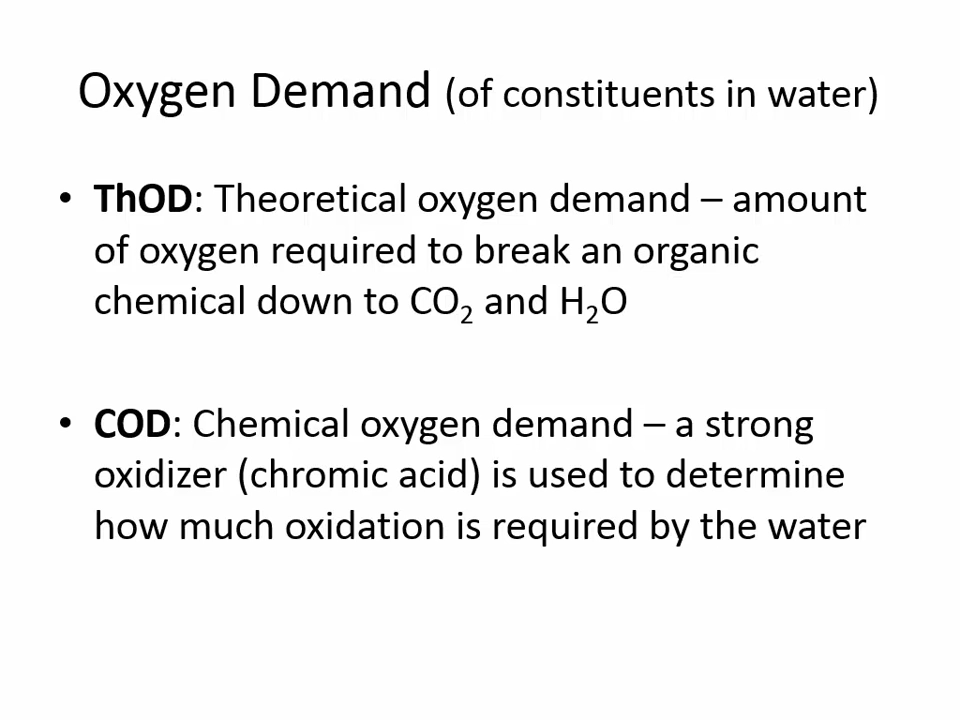 Oxygen Demand (of constituents in water)
• ThOD: Theoretical oxygen demand – amount
of oxygen required to break an organic
chemical down to CO₂ and H₂O
• COD: Chemical oxygen demand – a strong
oxidizer (chromic acid) is used to determine
how much oxidation is required by the water